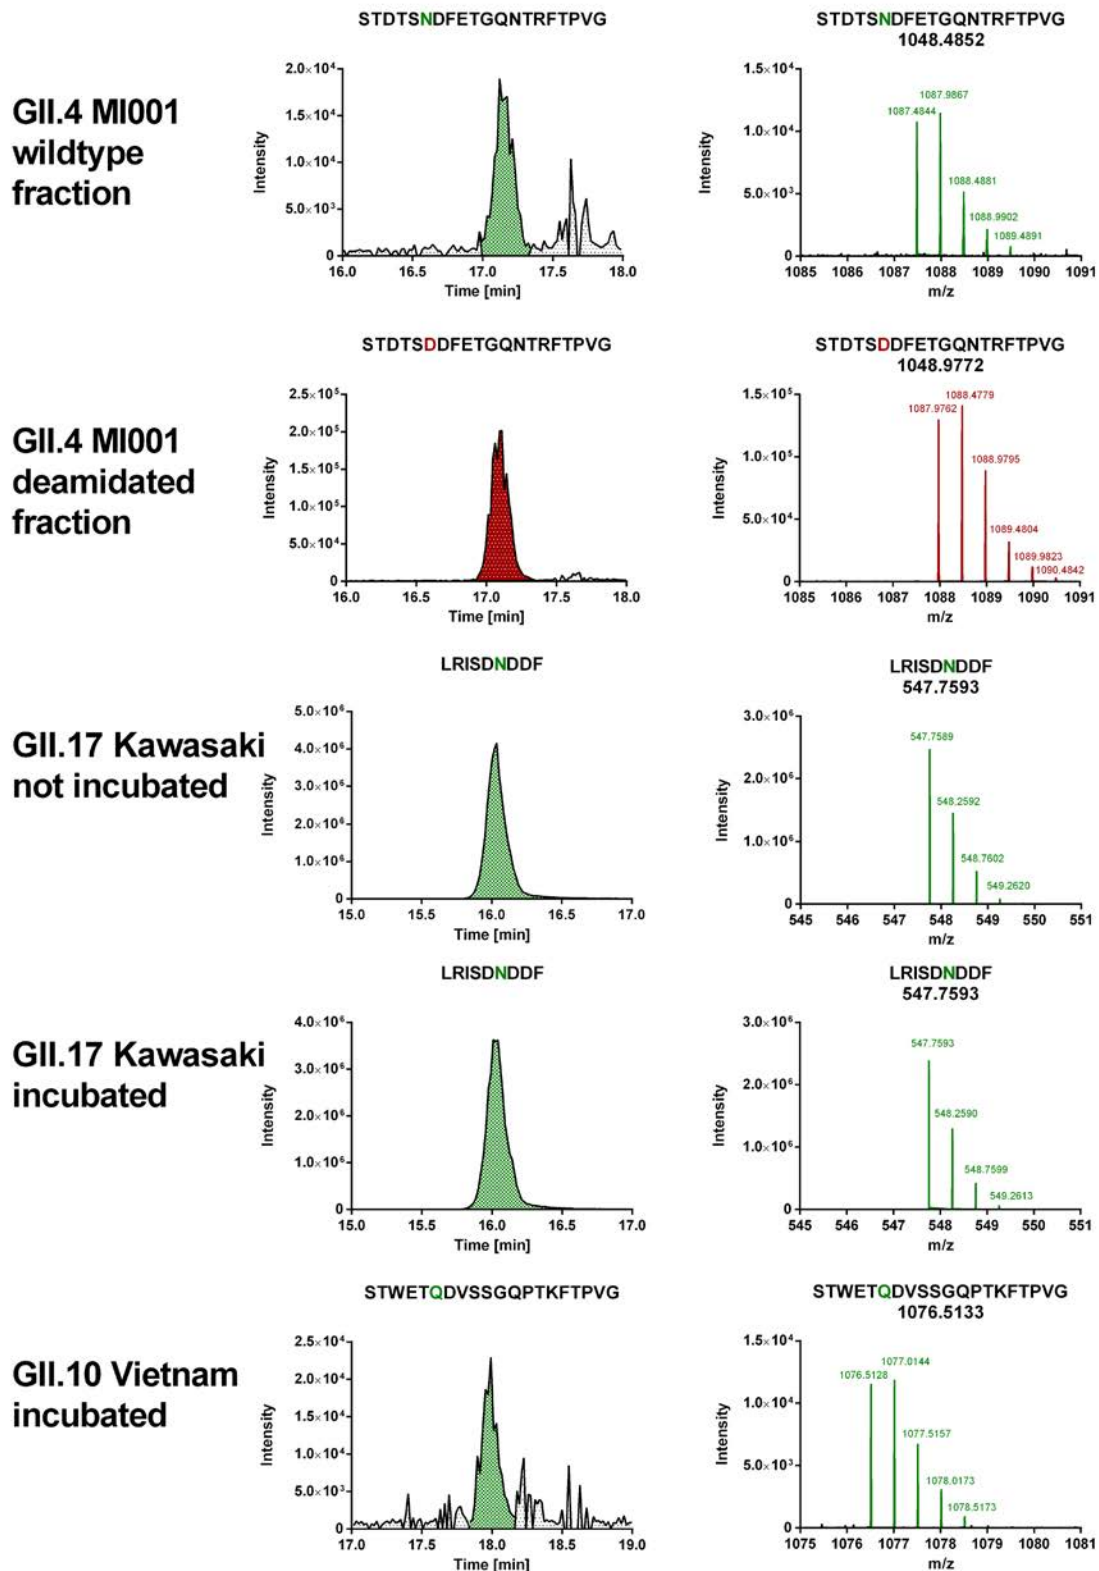 STDTSNDFETGQNTRFTPVG
STDTSNDFETGQNTRFTPVG
1048.4852
GII.4 MI001
wildtype
fraction
Intensity
2.0×10⁴
1.5×10⁴
1.0×10⁴
5.0×10³
0
16.0 16.5 17.0 17.5 18.0
Time [min]
Intensity
1.5×10⁴
1.0×10⁴
5.0×10³
0
1087.4844
1087.9867
1088.4881
1088.9902
1089.4891
1085 1086 1087 1088 1089 1090 1091
m/z
STDTSDDFETGQNTRFTPVG
STDTSDDFETGQNTRFTPVG
1048.9772
GII.4 MI001
deamidated
fraction
Intensity
2.5×10⁵
2.0×10⁵
1.5×10⁵
1.0×10⁵
5.0×10⁴
0
16.0 16.5 17.0 17.5 18.0
Time [min]
Intensity
1.5×10⁵
1.0×10⁵
5.0×10⁴
0
1087.9762
1088.4779
1088.9795
1089.4804
1089.9823
1090.4842
1085 1086 1087 1088 1089 1090 1091
m/z
LRISDNDDF
LRISDNDDF
547.7593
GII.17 Kawasaki
not incubated
Intensity
5.0×10⁶
4.0×10⁶
3.0×10⁶
2.0×10⁶
1.0×10⁶
0
15.0 15.5 16.0 16.5 17.0
Time [min]
Intensity
3.0×10⁶
2.0×10⁶
1.0×10⁶
0
547.7589
548.2592
548.7602
549.2620
545 546 547 548 549 550 551
m/z
LRISDNDDF
LRISDNDDF
547.7593
GII.17 Kawasaki
incubated
Intensity
4.0×10⁶
3.0×10⁶
2.0×10⁶
1.0×10⁶
0
15.0 15.5 16.0 16.5 17.0
Time [min]
Intensity
3.0×10⁶
2.0×10⁶
1.0×10⁶
0
547.7593
548.2590
548.7599
549.2613
545 546 547 548 549 550 551
m/z
STWETQDVSSGQPTKFTPVG
STWETQDVSSGQPTKFTPVG
1076.5133
GII.10 Vietnam
incubated
Intensity
2.5×10⁴
2.0×10⁴
1.5×10⁴
1.0×10⁴
5.0×10³
0
17.0 17.5 18.0 18.5 19.0
Time [min]
Intensity
1.5×10⁴
1.0×10⁴
5.0×10³
0
1076.5128
1077.0144
1077.5157
1078.0173
1078.5173
1075 1076 1077 1078 1079 1080 1081
m/z